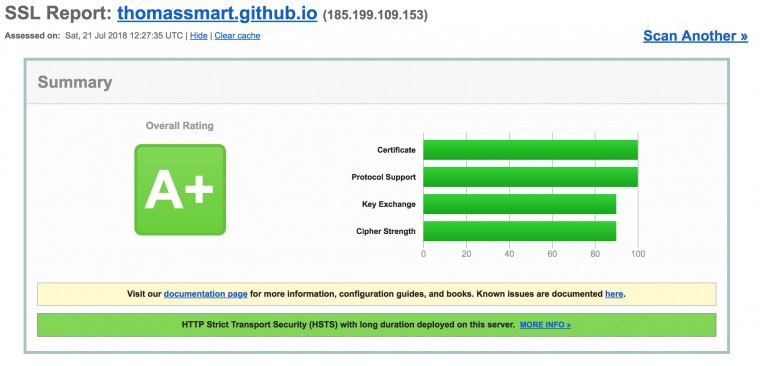 SSL Report: thomassmart.github.io (185.199.109.153)
Assessed on: Sat, 21 Jul 2018 12:27:35 UTC | Hide | Clear cache
Scan Another »
Summary
Overall Rating
A+
Certificate
Protocol Support
Key Exchange
Cipher Strength
0 20 40 60 80 100
Visit our documentation page for more information, configuration guides, and books. Known issues are documented here.
HTTP Strict Transport Security (HSTS) with long duration deployed on this server. MORE INFO »